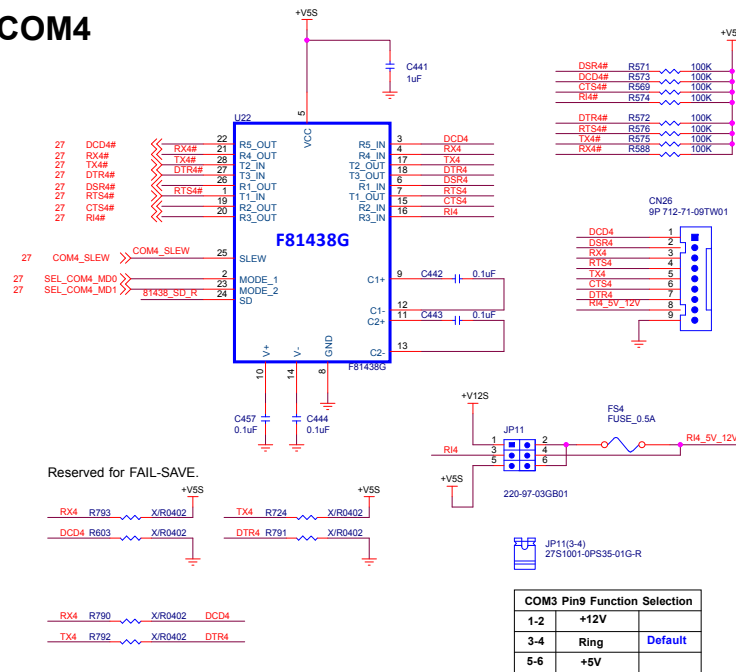 COM4
+V5S
C441
1uF
U22
5
VCC
27 DCD4# 22 R5_OUT R5_IN 3 DCD4
27 RX4# RX4# 21 R4_OUT R4_IN 4 RX4
27 TX4# TX4# 28 T2_IN T2_OUT 17 TX4
27 DTR4# DTR4# 27 T3_IN T3_OUT 18 DTR4
27 DSR4# 26 R1_OUT R1_IN 6 DSR4
27 RTS4# RTS4# 1 T1_IN T1_OUT 7 RTS4
27 CTS4# 19 R2_OUT R2_IN 15 CTS4
27 RI4# 20 R3_OUT R3_IN 16 RI4
F81438G
27 COM4_SLEW COM4_SLEW 25 SLEW
27 SEL_COM4_MD0 2 MODE_1
27 SEL_COM4_MD1 23 MODE_2
81438_SD_R 24 SD
C1+ 9 C442 0.1uF
C1- 12
C2+ 11 C443 0.1uF
C2- 13
V+ V- GND
F81438G
10 14 8
C457
0.1uF
C444
0.1uF
+V5
DSR4# R571 100K
DCD4# R573 100K
CTS4# R569 100K
RI4# R574 100K
DTR4# R572 100K
RTS4# R576 100K
TX4# R575 100K
RX4# R588 100K
CN26
9P 712-71-09TW01
DCD4 1
DSR4 2
RX4 3
RTS4 4
TX4 5
CTS4 6
DTR4 7
RI4_5V_12V 8
9
+V12S
JP11
FS4
FUSE_0.5A
1 2
RI4 3 4
5 6
RI4_5V_12V
+V5S
220-97-03GB01
JP11(3-4)
27S1001-0PS35-01G-R
Reserved for FAIL-SAVE.
+V5S
RX4 R793 X/R0402
DCD4 R603 X/R0402
+V5S
TX4 R724 X/R0402
DTR4 R791 X/R0402
RX4 R790 X/R0402 DCD4
TX4 R792 X/R0402 DTR4
COM3 Pin9 Function Selection
1-2 +12V
3-4 Ring Default
5-6 +5V